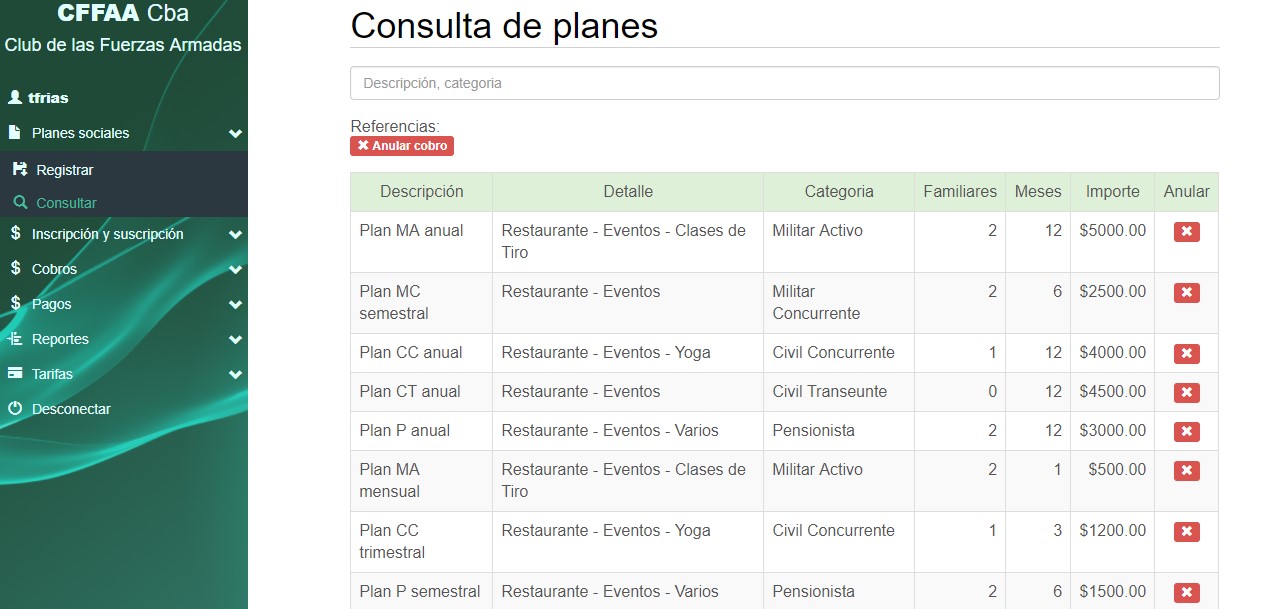 CFFAA Cba
Club de las Fuerzas Armadas
tfrias
Planes sociales
Registrar
Consultar
Inscripción y suscripción
Cobros
Pagos
Reportes
Tarifas
Desconectar
Consulta de planes
Descripción, categoria
Referencias:
Anular cobro
Descripción Detalle Categoria Familiares Meses Importe Anular
Plan MA anual Restaurante - Eventos - Clases de Militar Activo 2 12 $5000.00
Tiro
Plan MC Restaurante - Eventos Militar 2 6 $2500.00
semestral Concurrente
Plan CC anual Restaurante - Eventos - Yoga Civil Concurrente 1 12 $4000.00
Plan CT anual Restaurante - Eventos Civil Transeunte 0 12 $4500.00
Plan P anual Restaurante - Eventos - Varios Pensionista 2 12 $3000.00
Plan MA Restaurante - Eventos - Clases de Militar Activo 2 1 $500.00
mensual Tiro
Plan CC Restaurante - Eventos - Yoga Civil Concurrente 1 3 $1200.00
trimestral
Plan P semestral Restaurante - Eventos - Varios Pensionista 2 6 $1500.00